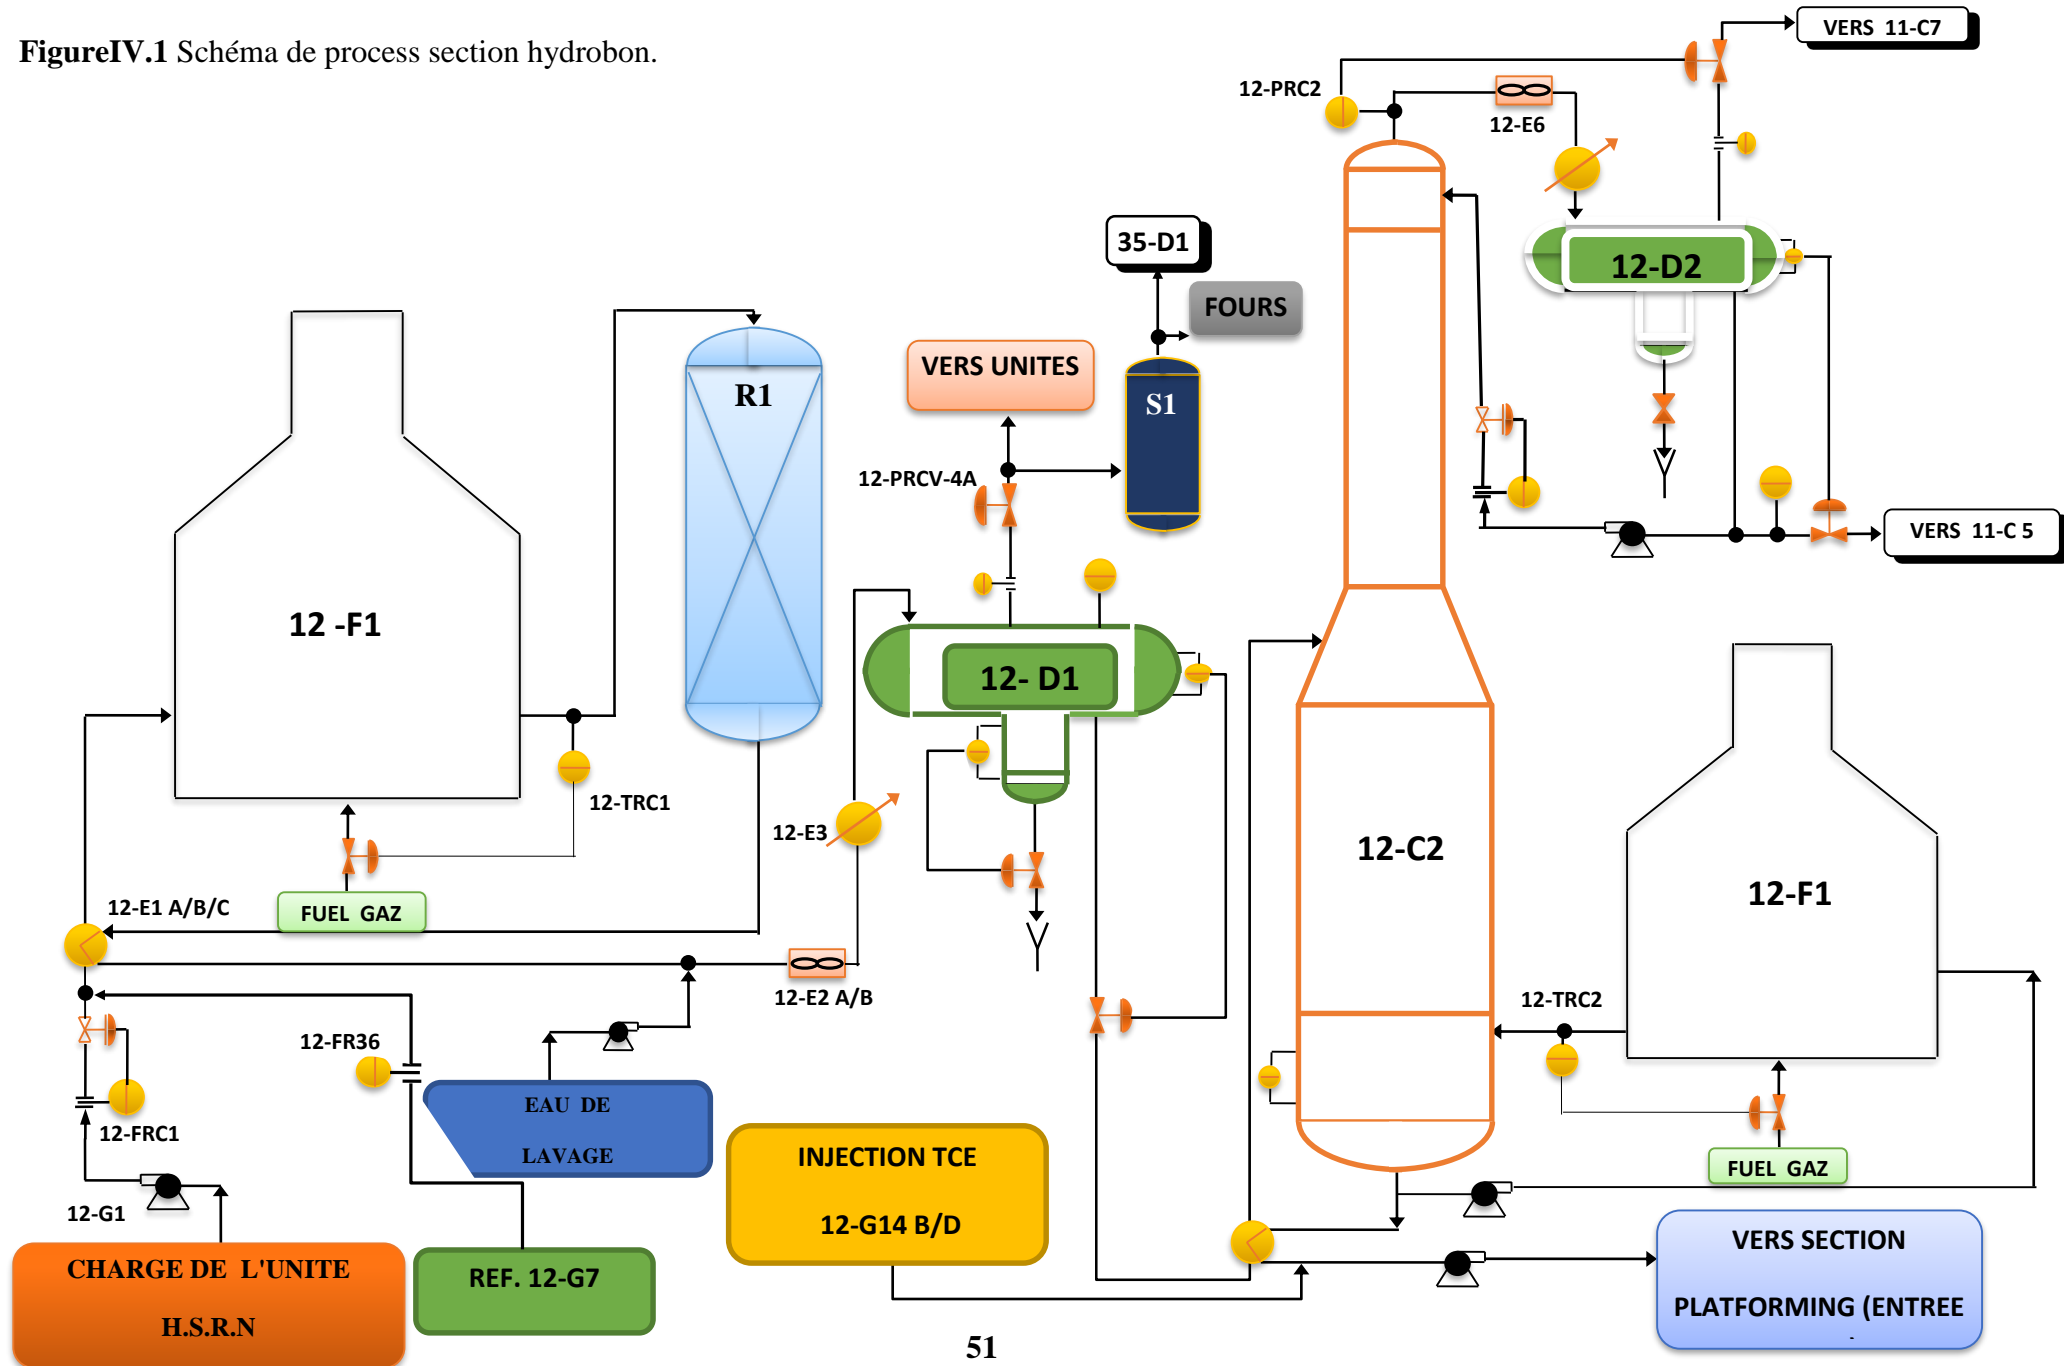 FigureIV.1 Schéma de process section hydrobon.
VERS 11-C7
12-PRC2
12-E6
35-D1
12-D2
FOURS
VERS UNITES
R1
S1
12-PRCV-4A
VERS 11-C 5
12 -F1
12- D1
12-TRC1
12-E3
12-C2
12-F1
12-E1 A/B/C
FUEL GAZ
12-E2 A/B
12-TRC2
12-FR36
EAU DE
LAVAGE
12-FRC1
INJECTION TCE
12-G14 B/D
FUEL GAZ
12-G1
CHARGE DE L'UNITE
H.S.R.N
REF. 12-G7
VERS SECTION
PLATFORMING (ENTREE
51